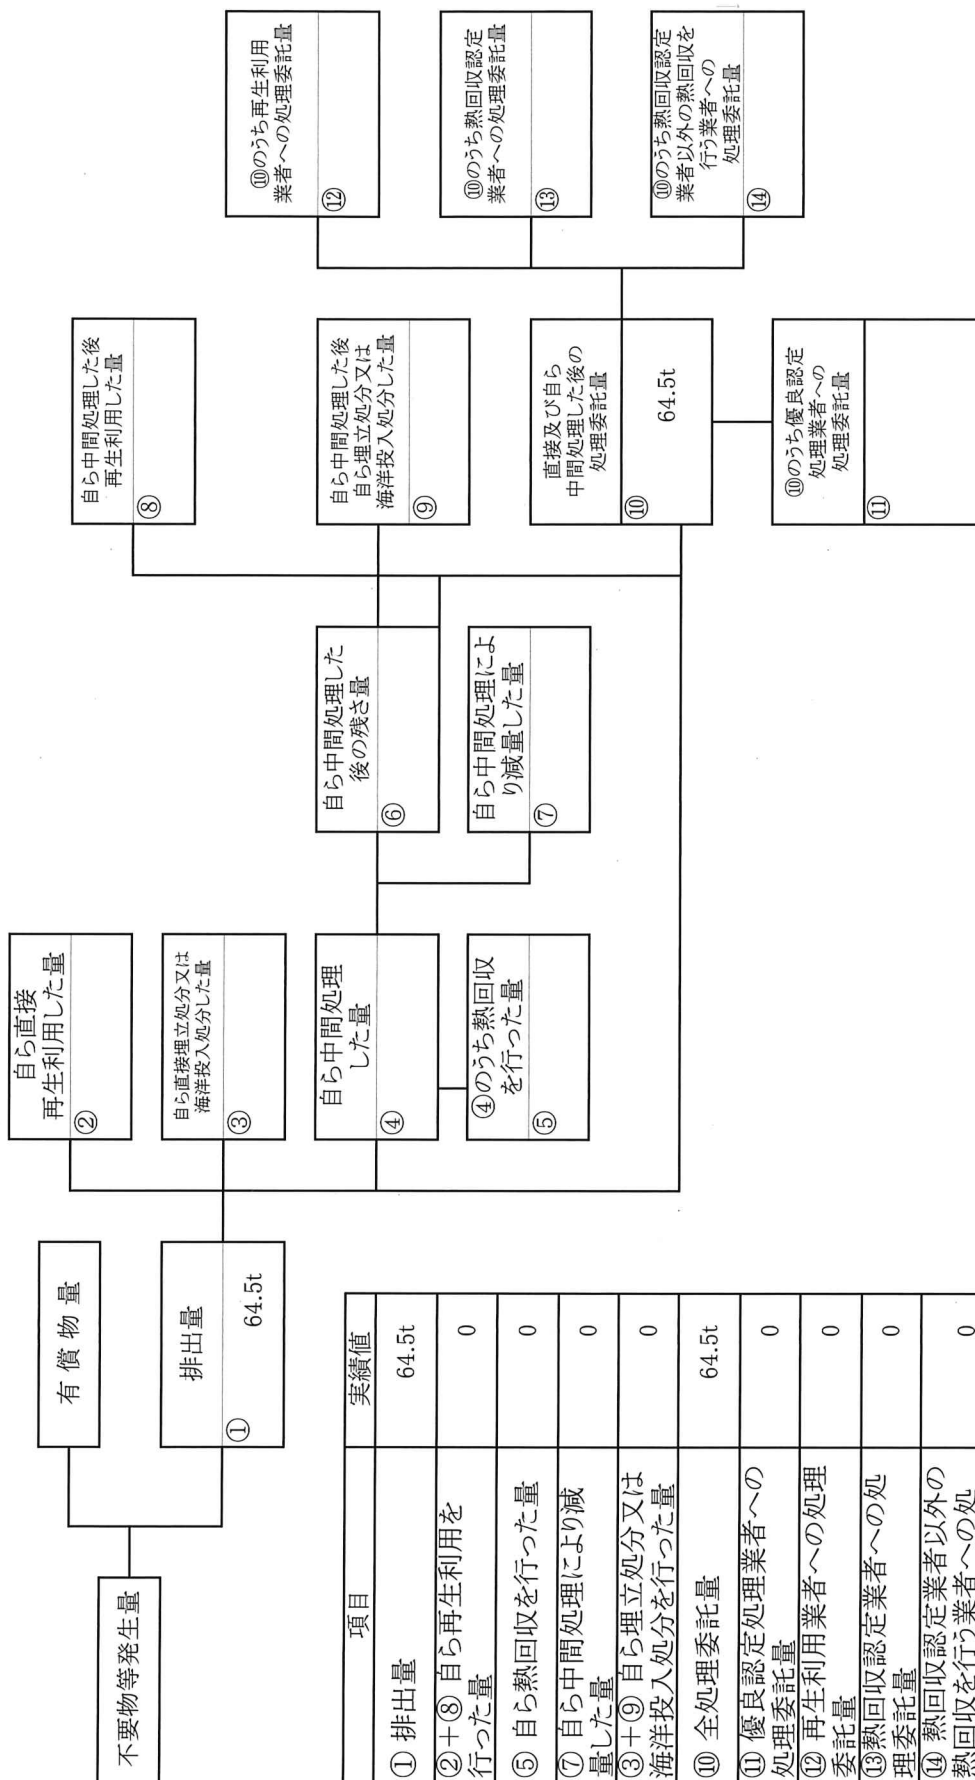 不要物等発生量
有償物量
排出量
①
64.5t
自ら直接
再生利用した量
②
自ら直接埋立処分又は
海洋投入処分した量
③
自ら中間処理
した量
④
④のうち熱回収
を行った量
⑤
自ら中間処理した
後の残さ量
⑥
自ら中間処理によ
り減量した量
⑦
自ら中間処理した後
再生利用した量
⑧
自ら中間処理した後
自ら埋立処分又は
海洋投入処分した量
⑨
直接及び自ら
中間処理した後の
処理委託量
⑩
64.5t
⑩のうち優良認定
処理業者への
処理委託量
⑪
⑩のうち再生利用
業者への処理委託量
⑫
⑩のうち熱回収認定
業者への処理委託量
⑬
⑩のうち熱回収認定
業者以外の熱回収を
行う業者への
処理委託量
⑭
項目 実績値
①排出量 64.5t
②+⑧自ら再生利用を
行った量 0
⑤自ら熱回収を行った量 0
⑦自ら中間処理により減
量した量 0
③+⑨自ら埋立処分又は
海洋投入処分を行った量 0
⑩全処理委託量 64.5t
⑪優良認定処理業者への
処理委託量 0
⑫再生利用業者への処理
委託量 0
⑬熱回収認定業者への処
理委託量 0
⑭熱回収認定業者以外の
熱回収を行う業者への処 0